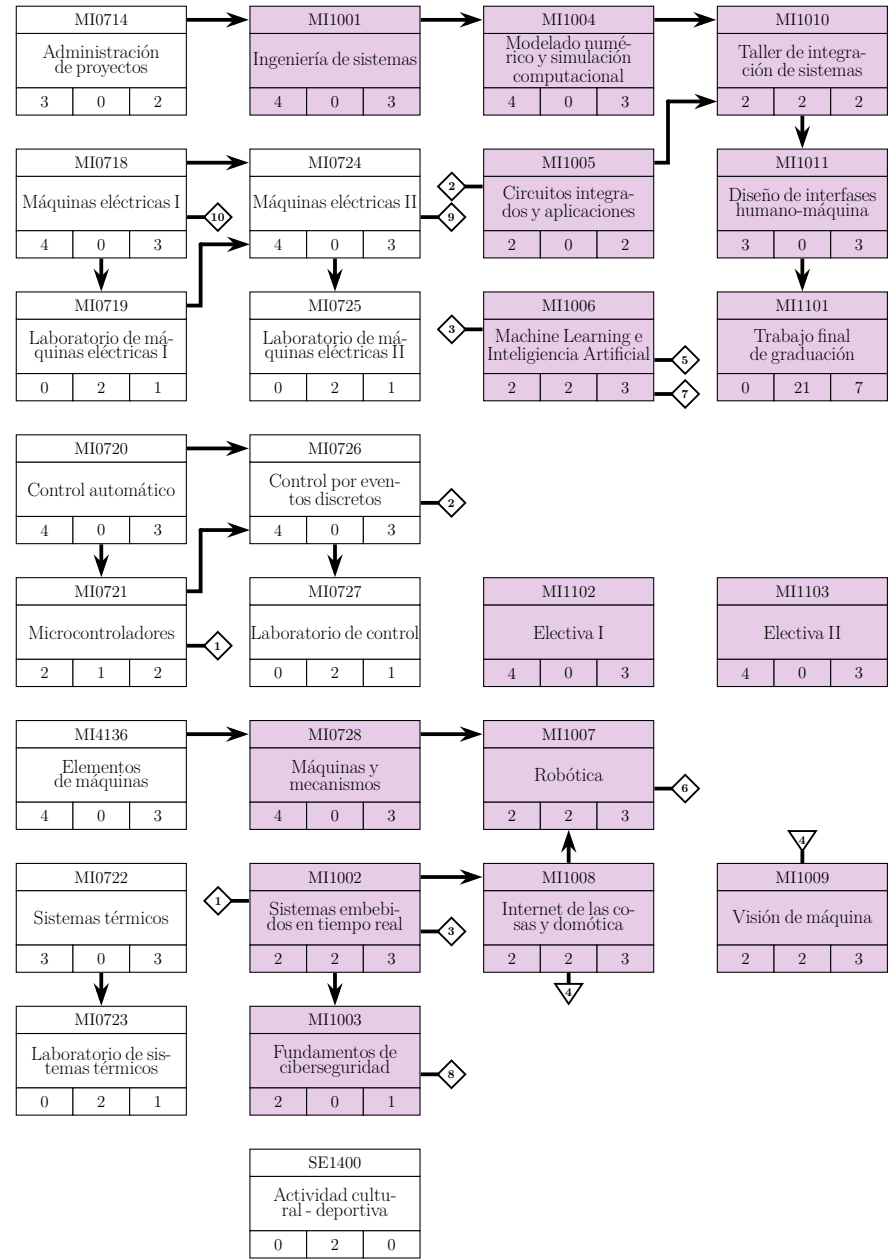 MI0714
Administración
de proyectos
3 0 2
MI1001
Ingeniería de sistemas
4 0 3
MI1004
Modelado numé-
rico y simulación
computacional
4 0 3
MI1010
Taller de integra-
ción de sistemas
2 2 2
MI0718
Máquinas eléctricas I
4 0 3
10
MI0724
Máquinas eléctricas II
4 0 3
9
2
MI1005
Circuitos integra-
dos y aplicaciones
2 0 2
MI1011
Diseño de interfases
humano-máquina
3 0 3
MI0719
Laboratorio de má-
quinas eléctricas I
0 2 1
MI0725
Laboratorio de má-
quinas eléctricas II
0 2 1
3
MI1006
Machine Learning e
Inteligiencia Artificial
2 2 3
5
7
MI1101
Trabajo final
de graduación
0 21 7
MI0720
Control automático
4 0 3
MI0726
Control por even-
tos discretos
4 0 3
2
MI0721
Microcontroladores
2 1 2
1
MI0727
Laboratorio de control
0 2 1
MI1102
Electiva I
4 0 3
MI1103
Electiva II
4 0 3
MI4136
Elementos
de máquinas
4 0 3
MI0728
Máquinas y
mecanismos
4 0 3
MI1007
Robótica
2 2 3
6
MI0722
Sistemas térmicos
3 0 3
1
MI1002
Sistemas embebi-
dos en tiempo real
2 2 3
3
MI1008
Internet de las co-
sas y domótica
2 2 3
4
4
MI1009
Visión de máquina
2 2 3
MI0723
Laboratorio de sis-
temas térmicos
0 2 1
MI1003
Fundamentos de
ciberseguridad
2 0 1
8
SE1400
Actividad cultu-
ral - deportiva
0 2 0